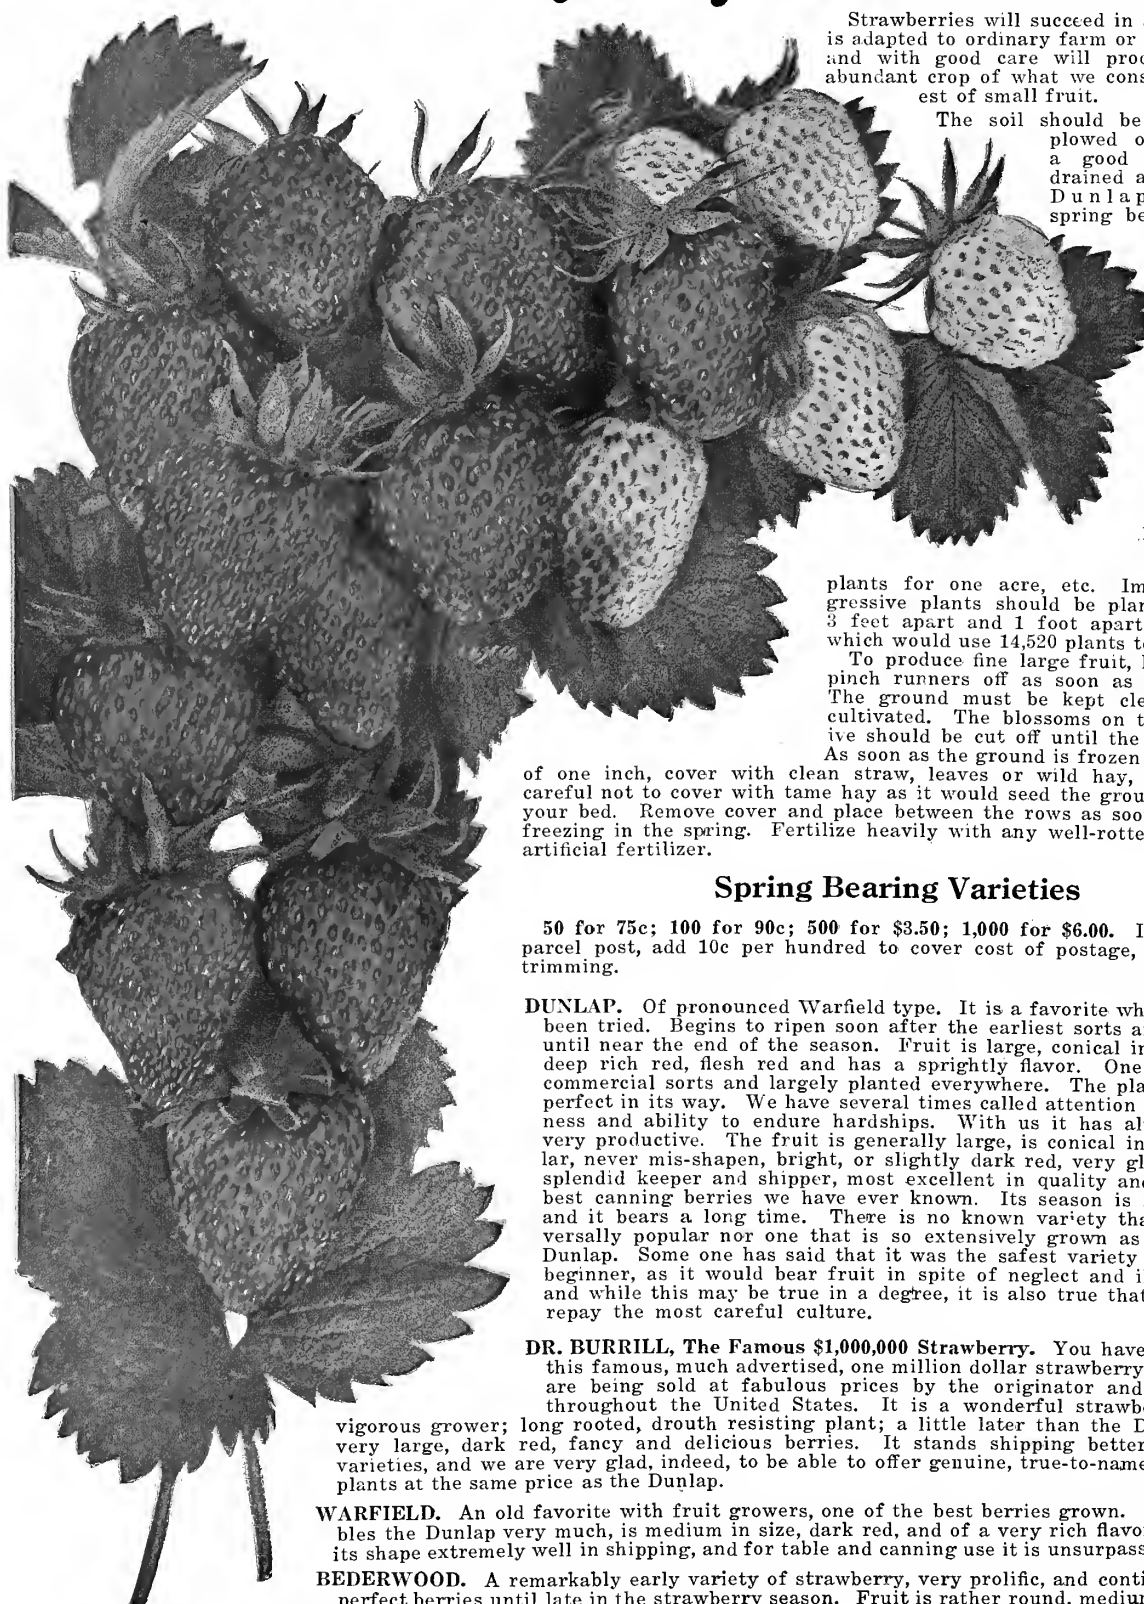 Strawberries will succeed in
is adapted to ordinary farm or
and with good care will proc
abundant crop of what we cons
est of small fruit.
The soil should be
plowed o
a good
drained a
Dunlap
spring be
plants for one acre, etc. Im
gressive plants should be plan
3 feet apart and 1 foot apart
which would use 14,520 plants to
To produce fine large fruit,
pinch runners off as soon as
The ground must be kept cle
cultivated. The blossoms on t
ive should be cut off until the
As soon as the ground is frozen
of one inch, cover with clean straw, leaves or wild hay,
careful not to cover with tame hay as it would seed the grou
your bed. Remove cover and place between the rows as soo
freezing in the spring. Fertilize heavily with any well-rotte
artificial fertilizer.
Spring Bearing Varieties
50 for 75c; 100 for 90c; 500 for $3.50; 1,000 for $6.00. I
parcel post, add 10c per hundred to cover cost of postage,
trimming.
DUNLAP. Of pronounced Warfield type. It is a favorite wh
been tried. Begins to ripen soon after the earliest sorts a
until near the end of the season. Fruit is large, conical in
deep rich red, flesh red and has a sprightly flavor. One
commercial sorts and largely planted everywhere. The pla
perfect in its way. We have several times called attention
ness and ability to endure hardships. With us it has al
very productive. The fruit is generally large, is conical in
lar, never mis-shapen, bright, or slightly dark red, very gl
splendid keeper and shipper, most excellent in quality and
best canning berries we have ever known. Its season is
and it bears a long time. There is no known variety tha
versally popular nor one that is so extensively grown as
Dunlap. Some one has said that it was the safest variety
beginner, as it would bear fruit in spite of neglect and i
and while this may be true in a degree, it is also true that
repay the most careful culture.
DR. BURRILL, The Famous $1,000,000 Strawberry. You have
this famous, much advertised, one million dollar strawberry
are being sold at fabulous prices by the originator and
throughout the United States. It is a wonderful strawb
vigorous grower; long rooted, drouth resisting plant; a little later than the D
very large, dark red, fancy and delicious berries. It stands shipping better
varieties, and we are very glad, indeed, to be able to offer genuine, true-to-name
plants at the same price as the Dunlap.
WARFIELD. An old favorite with fruit growers, one of the best berries grown.
bles the Dunlap very much, is medium in size, dark red, and of a very rich flavo
its shape extremely well in shipping, and for table and canning use it is unsurpass
BEDERWOOD. A remarkably early variety of strawberry, very prolific, and conti
perfect berries until late in the strawberry season. Fruit is rather round, mediu